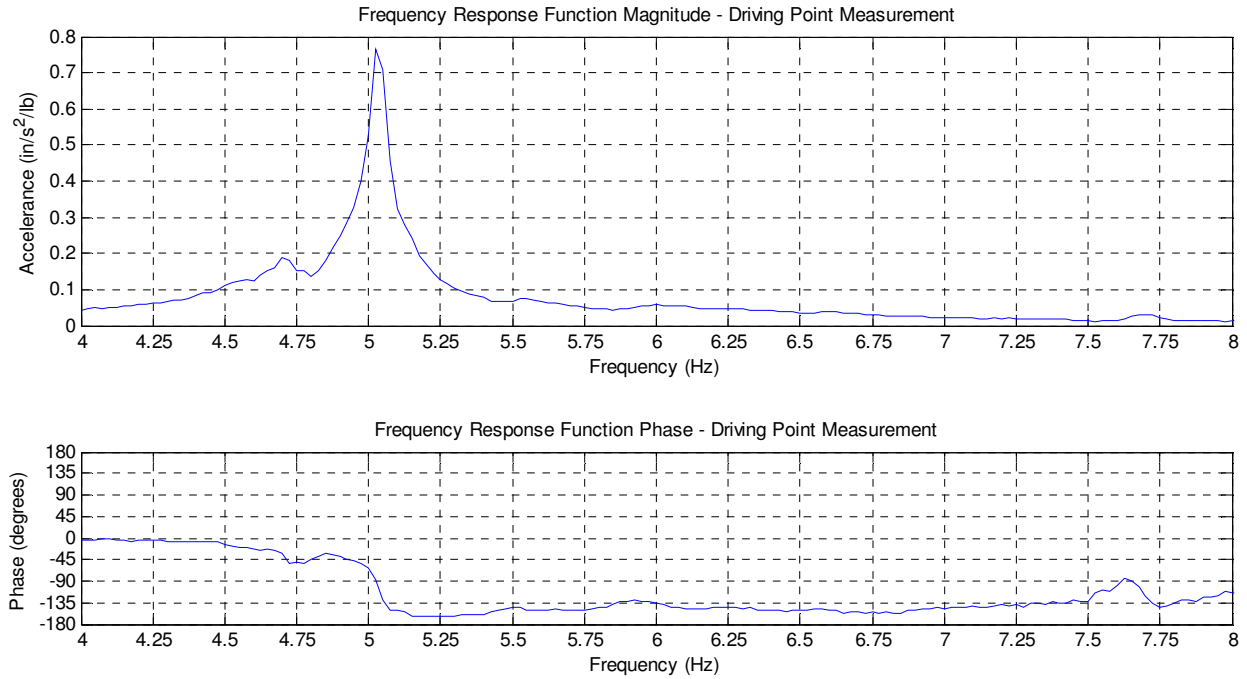 Frequency Response Function Magnitude - Driving Point Measurement
Accelerance (in/s²/lb)
0.8
0.7
0.6
0.5
0.4
0.3
0.2
0.1
0
4 4.25 4.5 4.75 5 5.25 5.5 5.75 6 6.25 6.5 6.75 7 7.25 7.5 7.75 8
Frequency (Hz)
Frequency Response Function Phase - Driving Point Measurement
Phase (degrees)
180
135
90
45
0
-45
-90
-135
-180
4 4.25 4.5 4.75 5 5.25 5.5 5.75 6 6.25 6.5 6.75 7 7.25 7.5 7.75 8
Frequency (Hz)